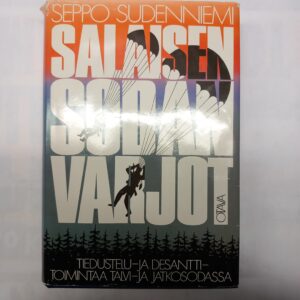 SEPPO SUDENNIEMI
SALAISEN
SODAN
VARJOT
OTAVA
TIEDUSTELU- JA DESANTTI-
TOIMINTAA TALVI- JA JATKOSODASSA